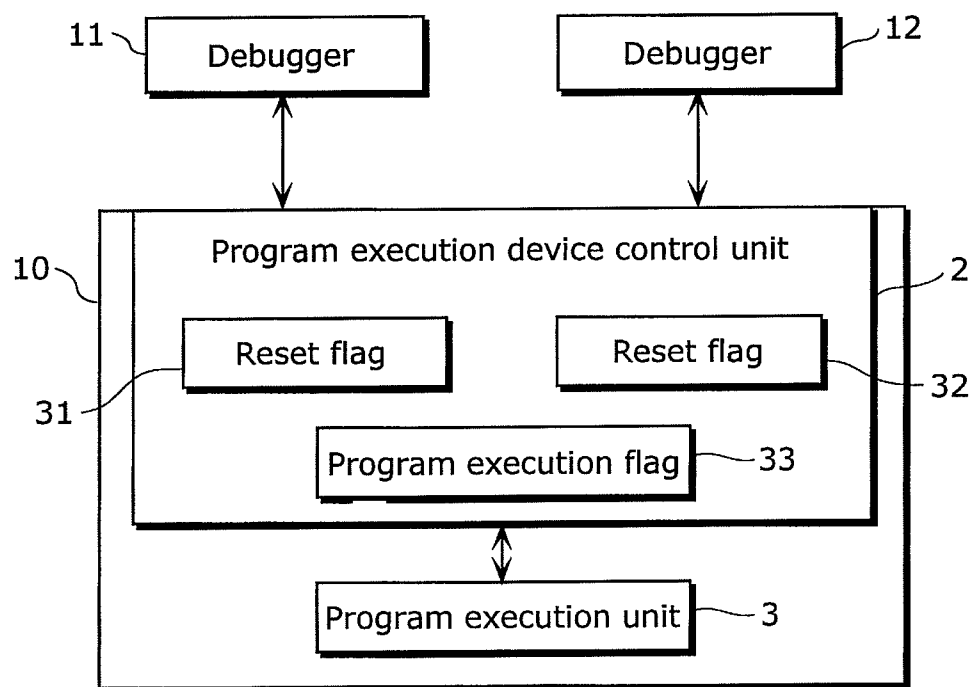 11
Debugger
Debugger
12
Program execution device control unit
10
2
Reset flag
Reset flag
31
32
Program execution flag
33
Program execution unit
3